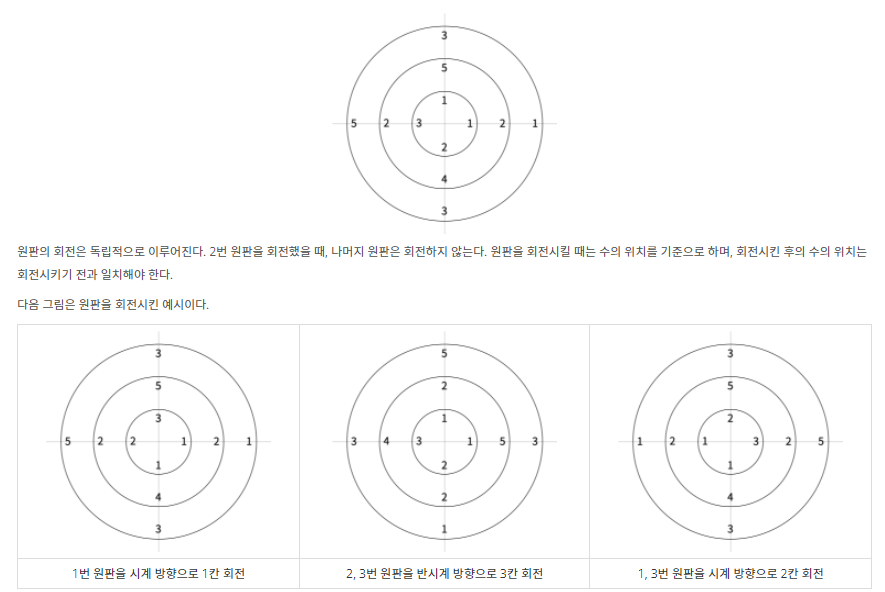 3
5
1
5 2 3 1 2 1
2
4
3
원판의 회전은 독립적으로 이루어진다. 2번 원판을 회전했을 때, 나머지 원판은 회전하지 않는다. 원판을 회전시킬 때는 수의 위치를 기준으로 하며, 회전시킨 후의 수의 위치는
회전시키기 전과 일치해야 한다.
다음 그림은 원판을 회전시킨 예시이다.
3
5
3
5 2 2 1 2 1
1
4
3
1번 원판을 시계 방향으로 1칸 회전
5
2
1
3 4 3 1 5 3
2
2
1
2, 3번 원판을 반시계 방향으로 3칸 회전
3
5
2
1 2 1 3 2 5
1
4
3
1, 3번 원판을 시계 방향으로 2칸 회전